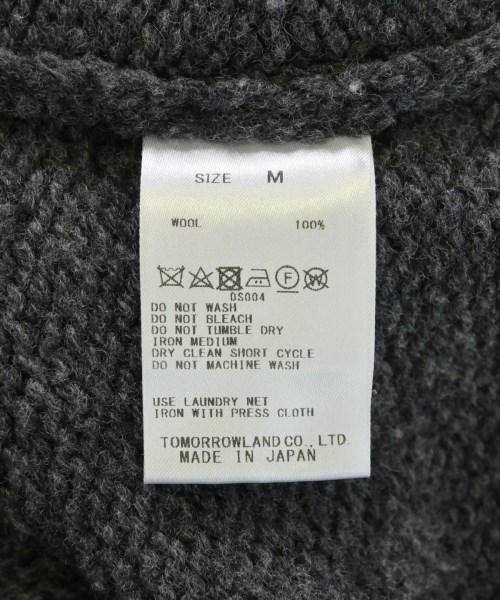 SIZE M
WOOL 100%
F W
DS004
DO NOT WASH
DO NOT BLEACH
DO NOT TUMBLE DRY
IRON MEDIUM
DRY CLEAN SHORT CYCLE
DO NOT MACHINE WASH
USE LAUNDRY NET
IRON WITH PRESS CLOTH
TOMORROWLAND CO., LTD.
MADE IN JAPAN